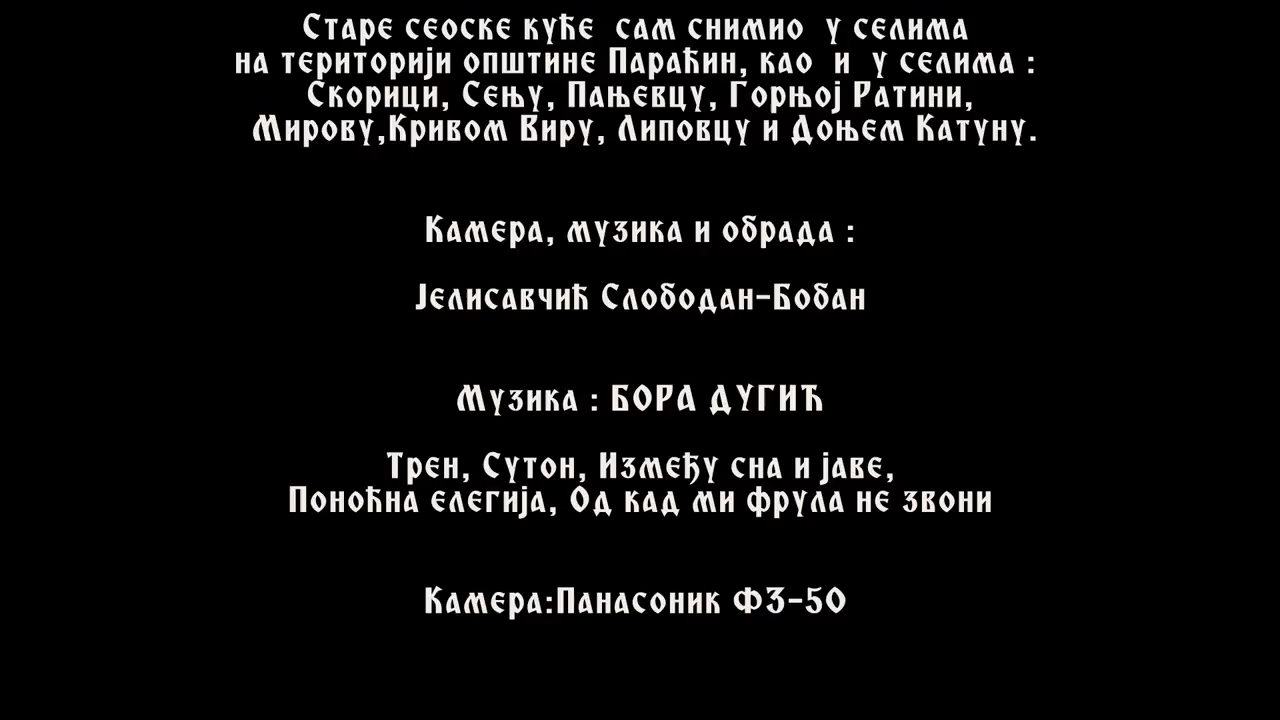 Старе сеоске куће сам снимио у селима
на територији општине Параћин, као и у селима :
Скорици, Сењу, Пањевцу, Горњој Ратини,
Мирову,Кривом Виру, Липовцу и Доњем Катуну.
Камера, музика и обрада :
Јелисавчић Слободан-Бобан
Музика : БОРА ДУГИЋ
Трен, Сутон, Између сна и јаве,
Поноћна елегија, Од кад ми фрула не звони
Камера:Панасоник ФЗ-50